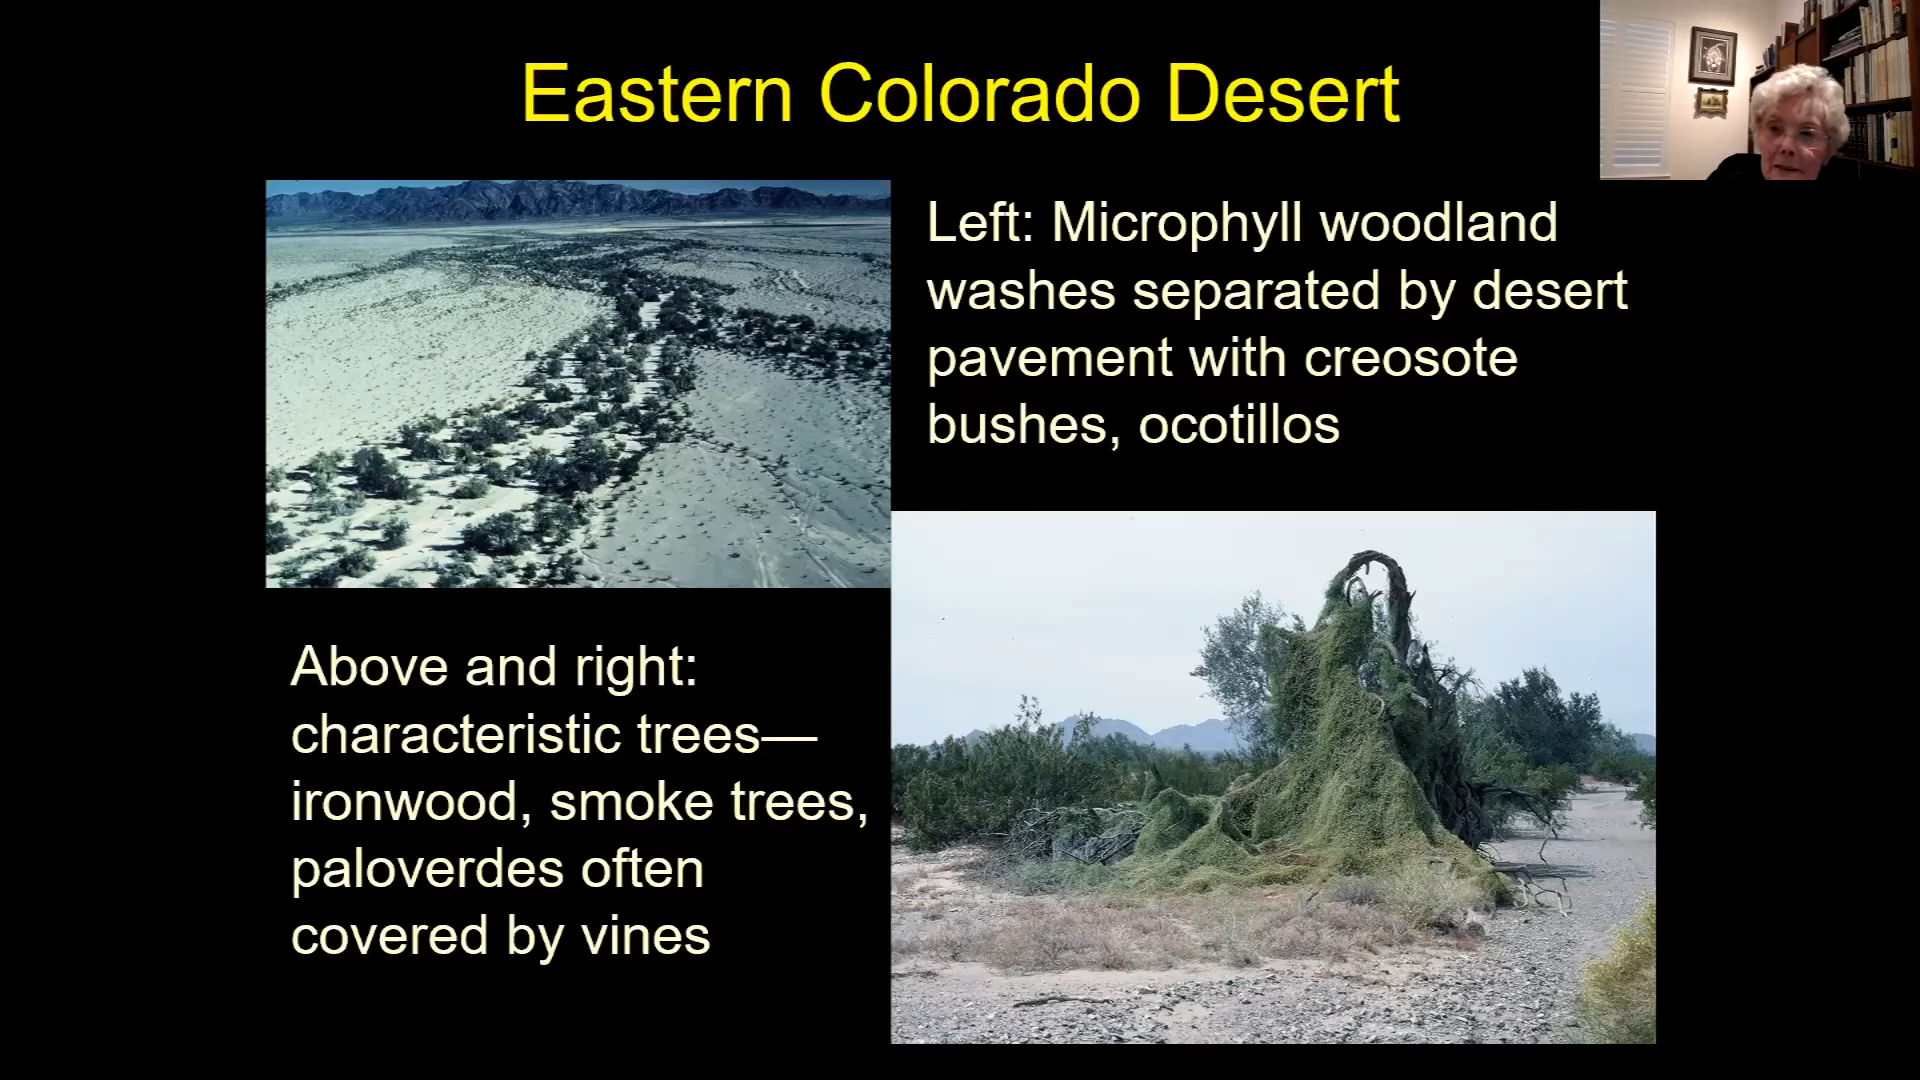 Eastern Colorado Desert
Left: Microphyll woodland
washes separated by desert
pavement with creosote
bushes, ocotillos
Above and right:
characteristic trees—
ironwood, smoke trees,
paloverdes often
covered by vines